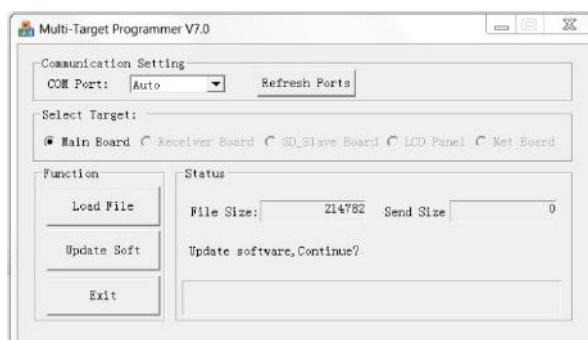 Multi-Target Programmer V7.0
Communication Setting
COM Port: Auto Refresh Ports
Select Target:
Main Board Receiver Board SD_Slave Board LCD Panel Net Board
Function
Status
Load File
File Size: 214782 Send Size 0
Update Soft
Update software,Continue?
Exit